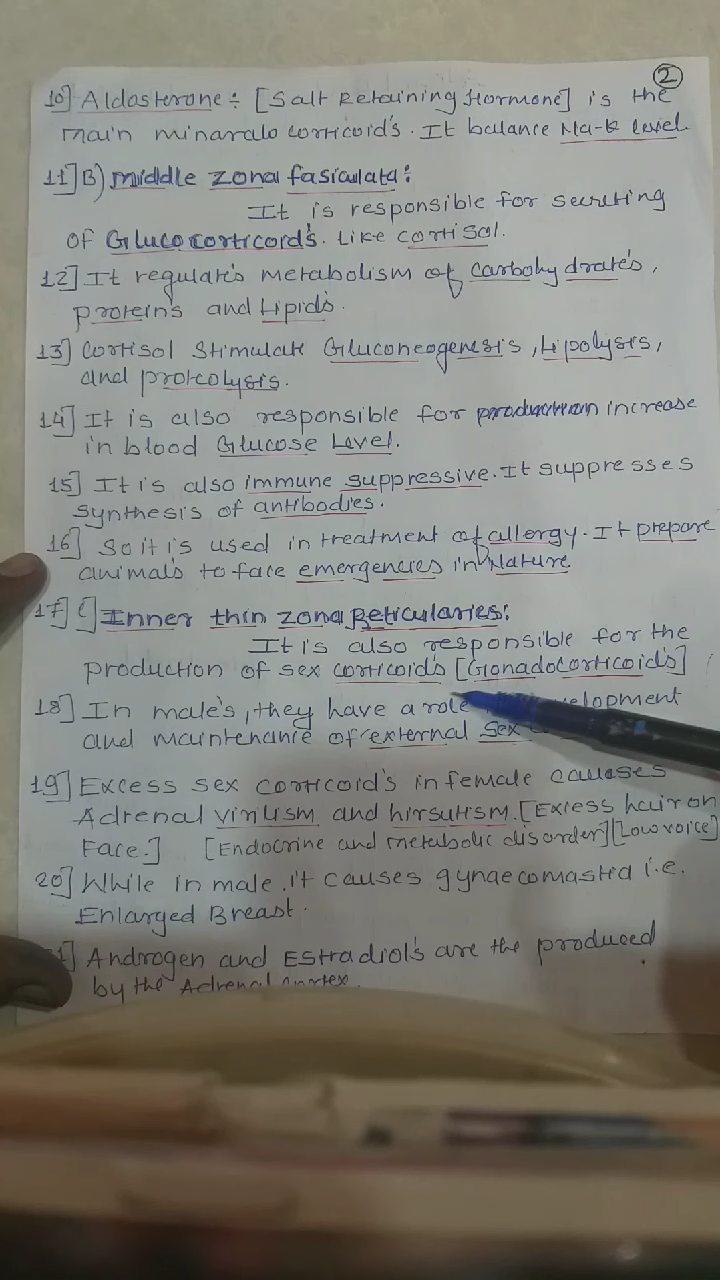 2
10] Aldosterone÷ [Salt Retaining Hormone] is the
main minaralo corticoid's. It balance Na-K level
11] B) Middle zona fasiculata:
It is responsible for secreting
of Glucocorticoid's. Like cortisol.
12] It regulate's metabolism of carbohydrate's,
protein's and Lipid's.
13] Cortisol Stimulate Gluconeogenesis, Lipolysis,
and proteolysis.
14] It is also responsible for increase
in blood Glucose Level.
15] It is also immune suppressive. It suppresses
synthesis of antibodies.
16] So it is used in treatment of allergy. It prepare
animal's to face emergencies in Nature.
17] C] Inner thin zona Reticularies:
It is also responsible for the
production of sex corticoid's [Gonadocorticoid's]
18] In male's, they have a role
and maintenance of external Sex
19] Excess sex corticoid's in female causes
Adrenal virilism and hirsutism. [Excess hair on
Face.] [Endocrine and metabolic disorder] [Low voice]
20] While in male, it causes gynaecomastia i.e.
Enlarged Breast.
Androgen and Estradiol's are the produced
by the Adrenal cortex.